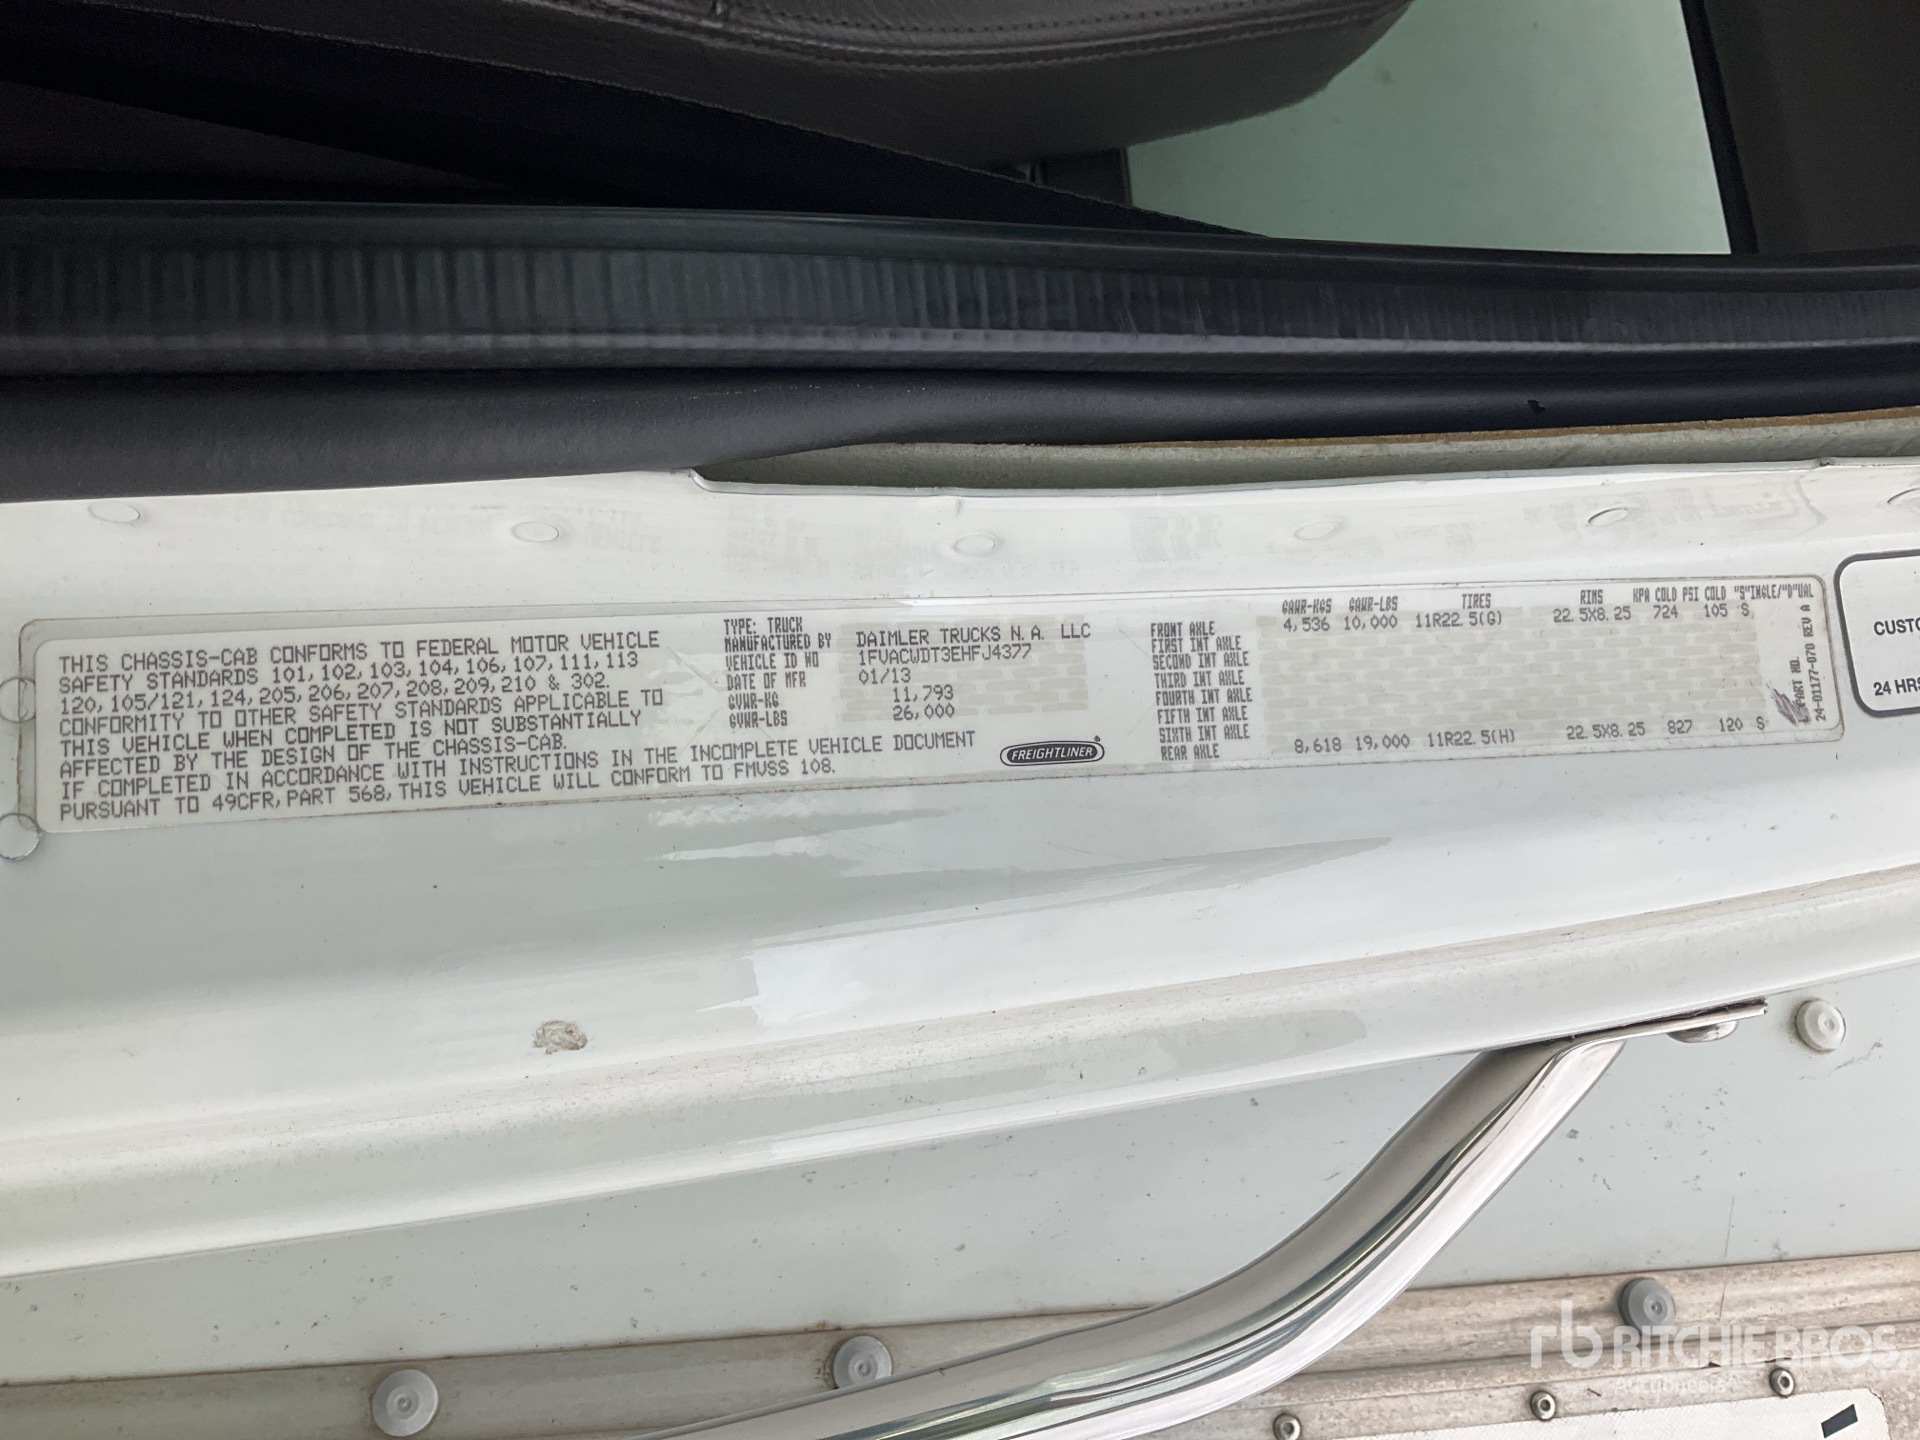 THIS CHASSIS-CAB CONFORMS TO FEDERAL MOTOR VEHICLE
SAFETY STANDARDS 101, 102, 103, 104, 106, 107, 111, 113
120, 105/121, 124, 205, 206, 207, 208, 209, 210 & 302.
CONFORMITY TO OTHER SAFETY STANDARDS APPLICABLE TO
THIS VEHICLE WHEN COMPLETED IS NOT SUBSTANTIALLY
AFFECTED BY THE DESIGN OF THE CHASSIS-CAB.
IF COMPLETED IN ACCORDANCE WITH INSTRUCTIONS IN THE INCOMPLETE VEHICLE DOCUMENT
PURSUANT TO 49CFR, PART 568, THIS VEHICLE WILL CONFORM TO FMVSS 108.
TYPE: TRUCK
MANUFACTURED BY DAIMLER TRUCKS N.A. LLC
VEHICLE ID NO 1FVACWDT3EHFJ4377
DATE OF MFR 01/13
GVWR-KG 11,793
GVWR-LBS 26,000
FREIGHTLINER
GAWR-KGS GAWR-LBS TIRES RIMS KPA COLD PSI COLD "S"INGLE/"D"UAL
FRONT AXLE 4,536 10,000 11R22.5(G) 22.5X8.25 724 105 S
FIRST INT AXLE
SECOND INT AXLE
THIRD INT AXLE
FOURTH INT AXLE
FIFTH INT AXLE
SIXTH INT AXLE
REAR AXLE 8,618 19,000 11R22.5(H) 22.5X8.25 827 120 S
PART NO.
24-01177-070 REV A
CUSTO
24 HRS
rb RITCHIE BROS.
Auctioneers